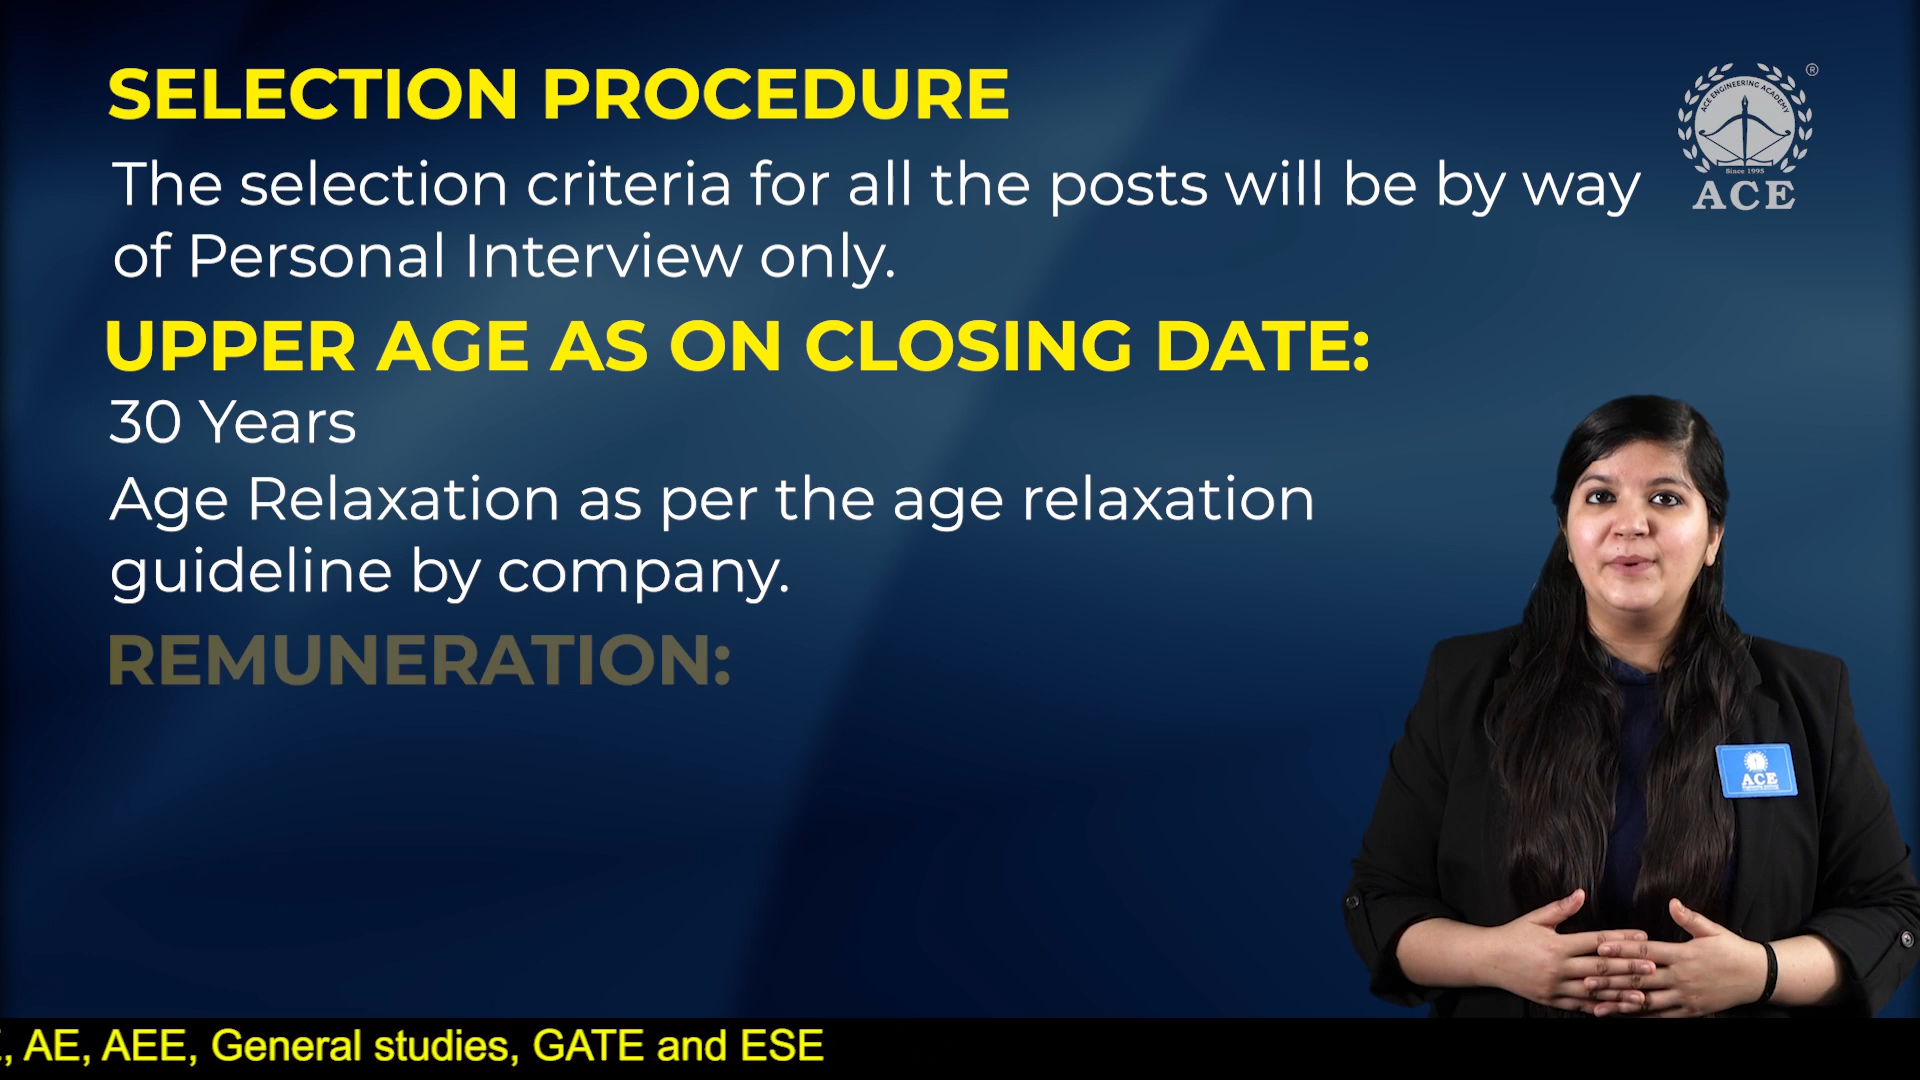 SELECTION PROCEDURE
The selection criteria for all the posts will be by way
of Personal Interview only.
UPPER AGE AS ON CLOSING DATE:
30 Years
Age Relaxation as per the age relaxation
guideline by company.
REMUNERATION:
ACE ENGINEERING ACADEMY
®
Since 1995
ACE
ACE
, AE, AEE, General studies, GATE and ESE